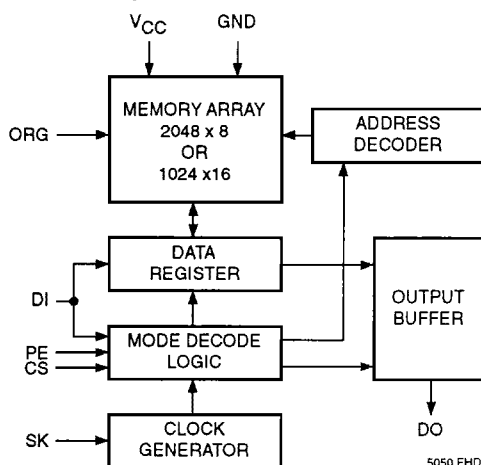 VCC GND
MEMORY ARRAY
2048 x 8
OR
1024 x16
ORG
ADDRESS
DECODER
DATA
REGISTER
DI
OUTPUT
BUFFER
PE
CS
MODE DECODE
LOGIC
SK
CLOCK
GENERATOR
DO
5050 FHD